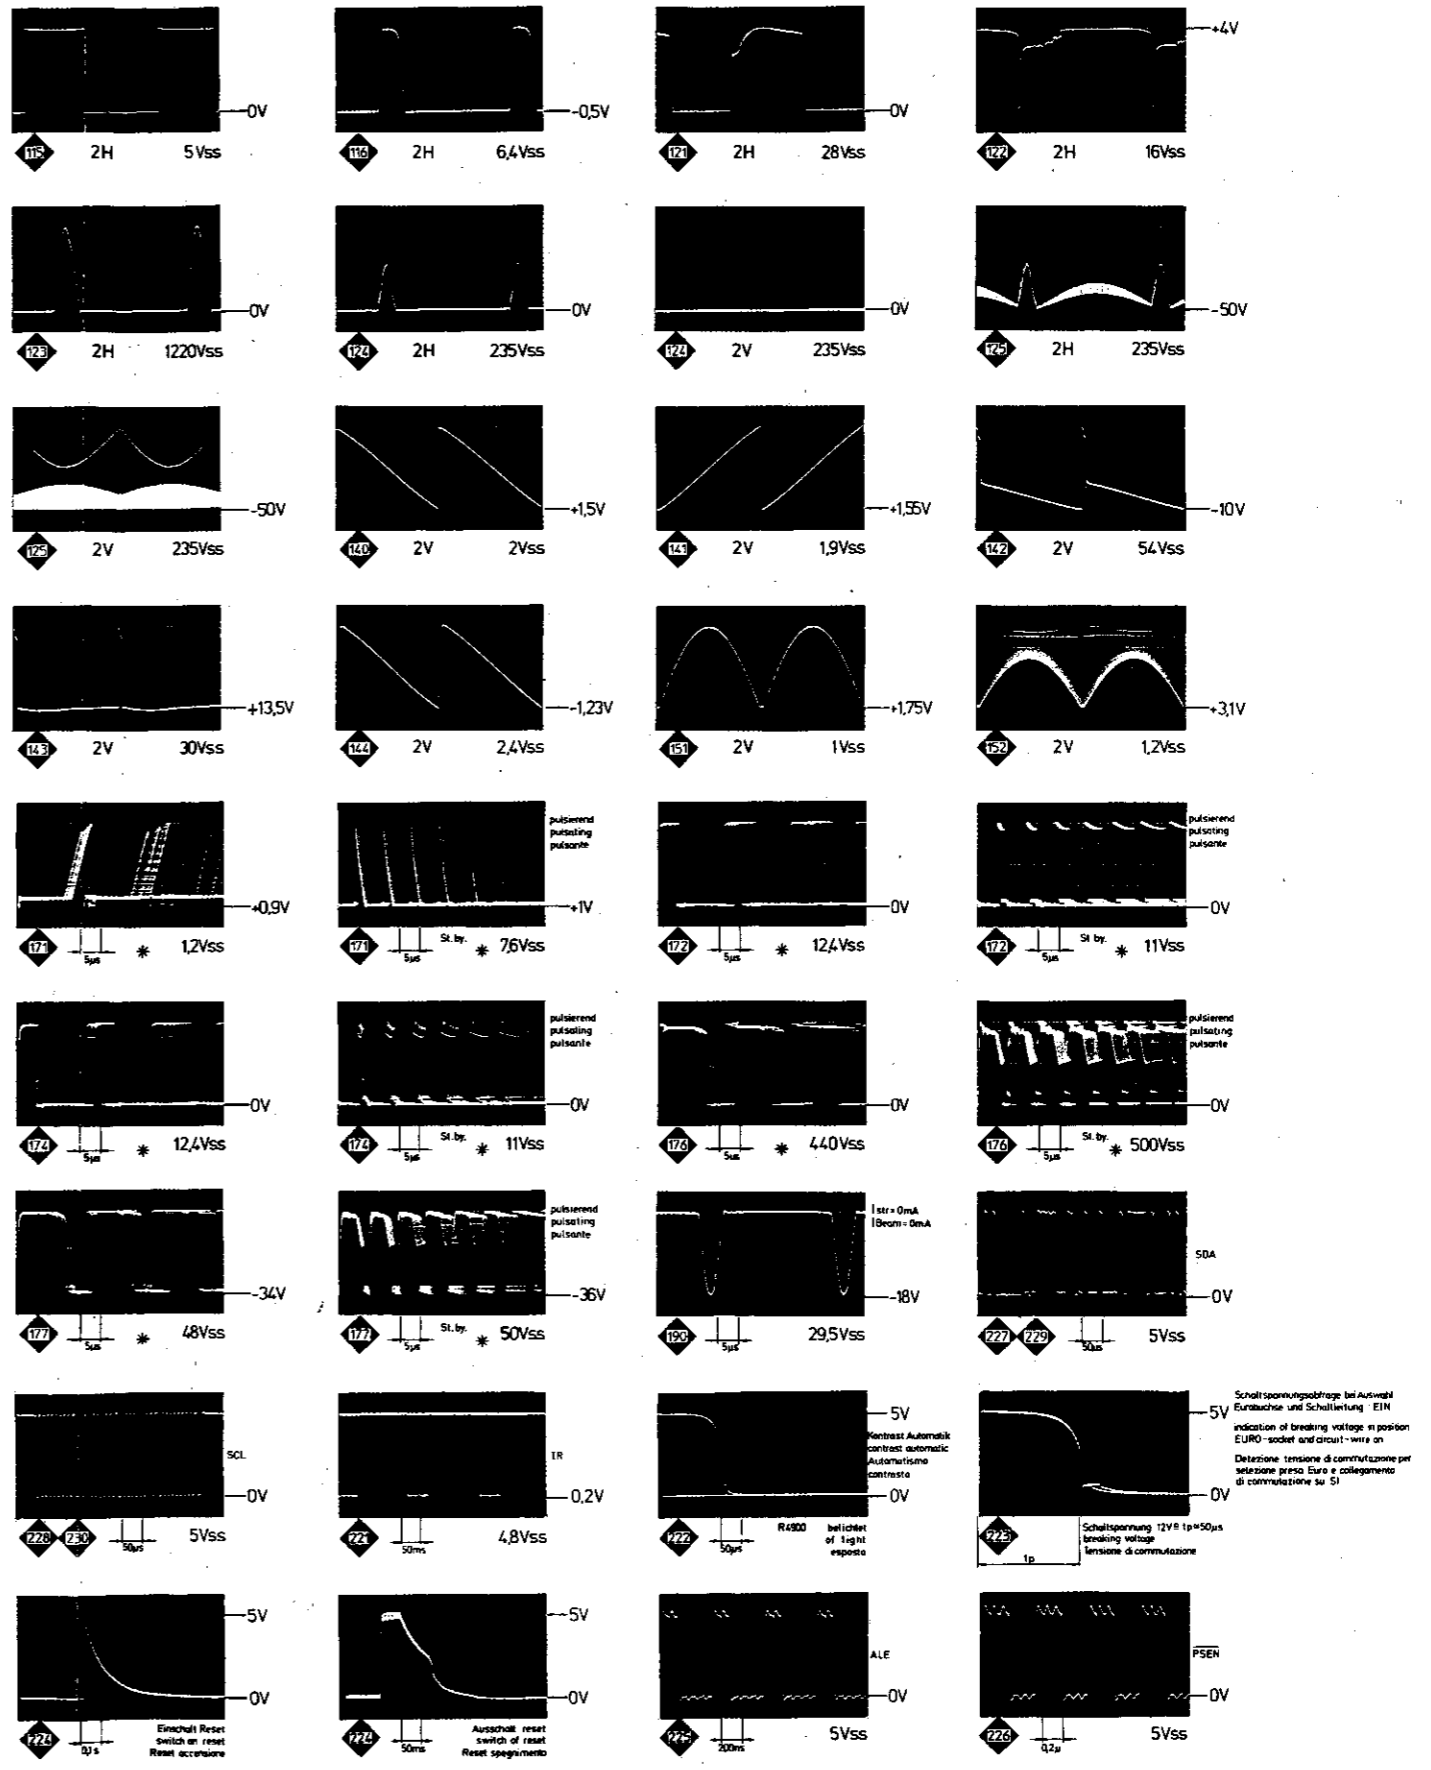 0V
115 2H 5Vss
-0,5V
116 2H 6,4Vss
0V
121 2H 28Vss
+4V
122 2H 16Vss
0V
123 2H 1220Vss
0V
124 2H 235Vss
0V
124 2V 235Vss
-50V
125 2H 235Vss
-50V
125 2V 235Vss
+1,5V
140 2V 2Vss
+1,55V
141 2V 1,9Vss
-10V
142 2V 54Vss
+13,5V
143 2V 30Vss
-1,23V
144 2V 2,4Vss
+1,75V
151 2V 1Vss
+3,1V
152 2V 1,2Vss
+0,9V
171 5µs * 1,2Vss
pulsierend
pulsating
pulsante
+1V
171 5µs St. by. * 7,6Vss
0V
172 5µs * 12,4Vss
pulsierend
pulsating
pulsante
0V
172 5µs St. by. * 11Vss
0V
174 5µs * 12,4Vss
pulsierend
pulsating
pulsante
0V
174 5µs St. by. * 11Vss
0V
176 5µs * 440Vss
pulsierend
pulsating
pulsante
0V
176 5µs St. by. * 500Vss
-34V
177 5µs * 48Vss
pulsierend
pulsating
pulsante
-36V
177 5µs St. by. * 50Vss
I str = 0mA
I Beam = 0mA
-18V
190 5µs 29,5Vss
SDA
0V
227 229 50µs 5Vss
SCL
0V
228 230 50µs 5Vss
IR
0,2V
221 50ms 4,8Vss
5V
Kontrast Automatik
contrast automatic
Automatismo
contrasto
0V
222 50µs R4900 belichtet
of light
esposto
5V
Schaltspannungsabfrage bei Auswahl
Eurobuchse und Schaltleitung EIN
indication of breaking voltage in position
EURO-socket and circuit-wire on
Detezione tensione di commutazione per
selezione presa Euro e collegamento
di commutazione su SI
0V
223 Schaltspannung 12V ≙ tp ≈ 50µs
breaking voltage
Tensione di commutazione
tp
5V
0V
224 0,1s Einschalt Reset
switch on reset
Reset accensione
5V
0V
224 50ms Ausschalt reset
switch of reset
Reset spegnimento
ALE
0V
225 200ms 5Vss
PSEN
0V
226 0,2µ 5Vss